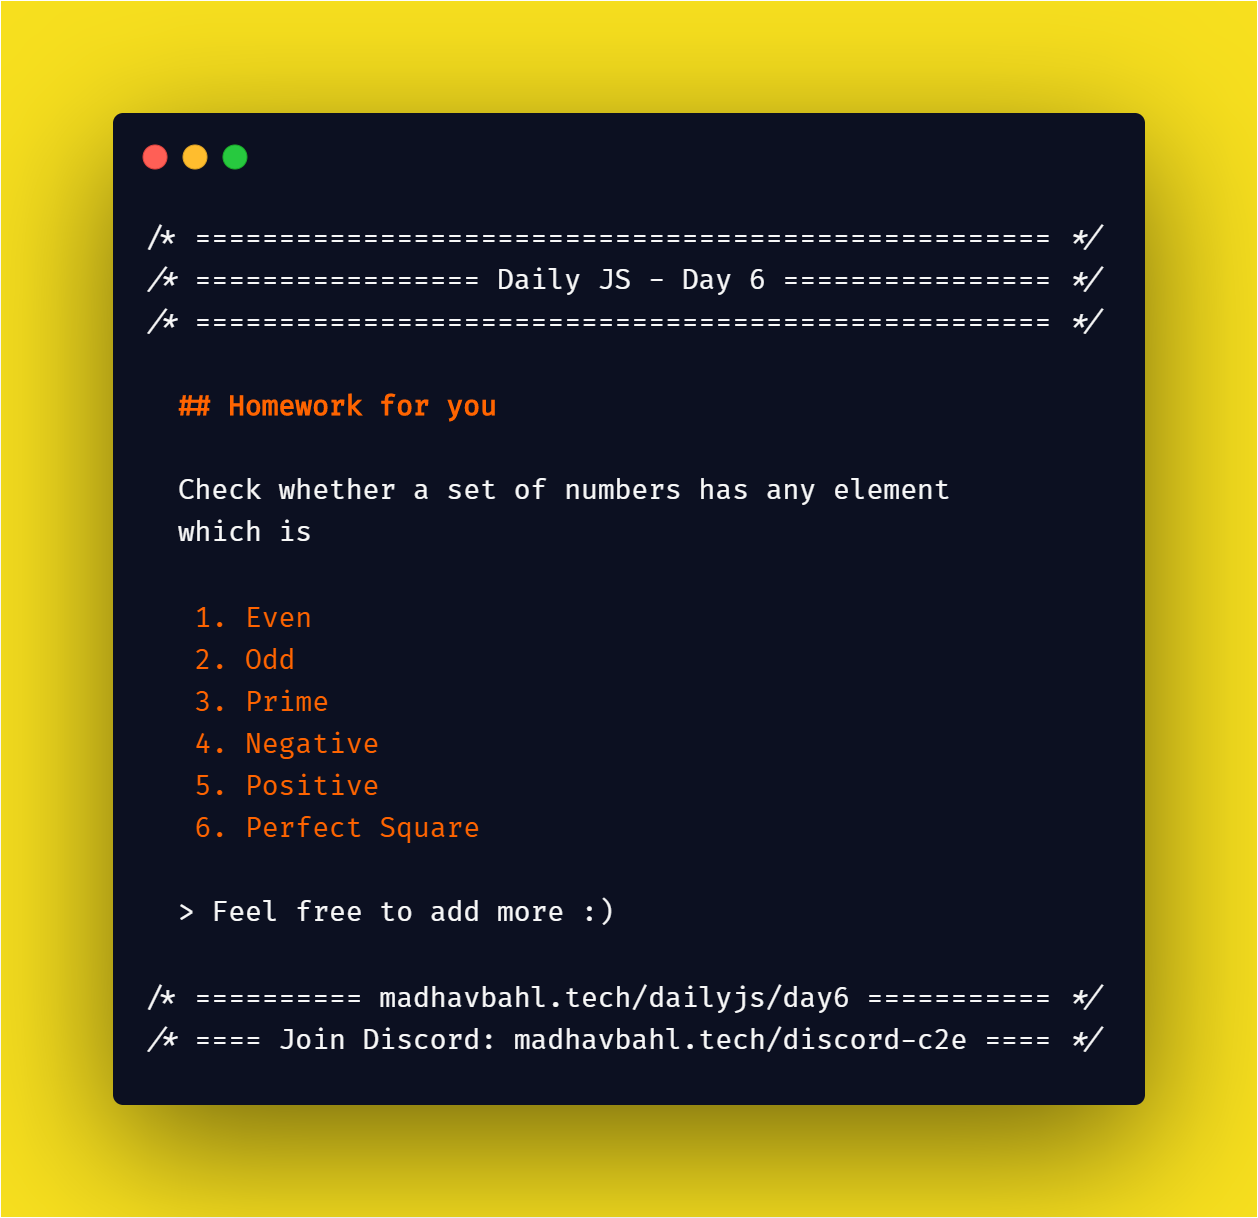 /* =================================================== */
/* ================= Daily JS - Day 6 ================ */
/* =================================================== */
## Homework for you
Check whether a set of numbers has any element
which is
1. Even
2. Odd
3. Prime
4. Negative
5. Positive
6. Perfect Square
> Feel free to add more :)
/* ========== madhavbahl.tech/dailyjs/day6 =========== */
/* ==== Join Discord: madhavbahl.tech/discord-c2e ==== */